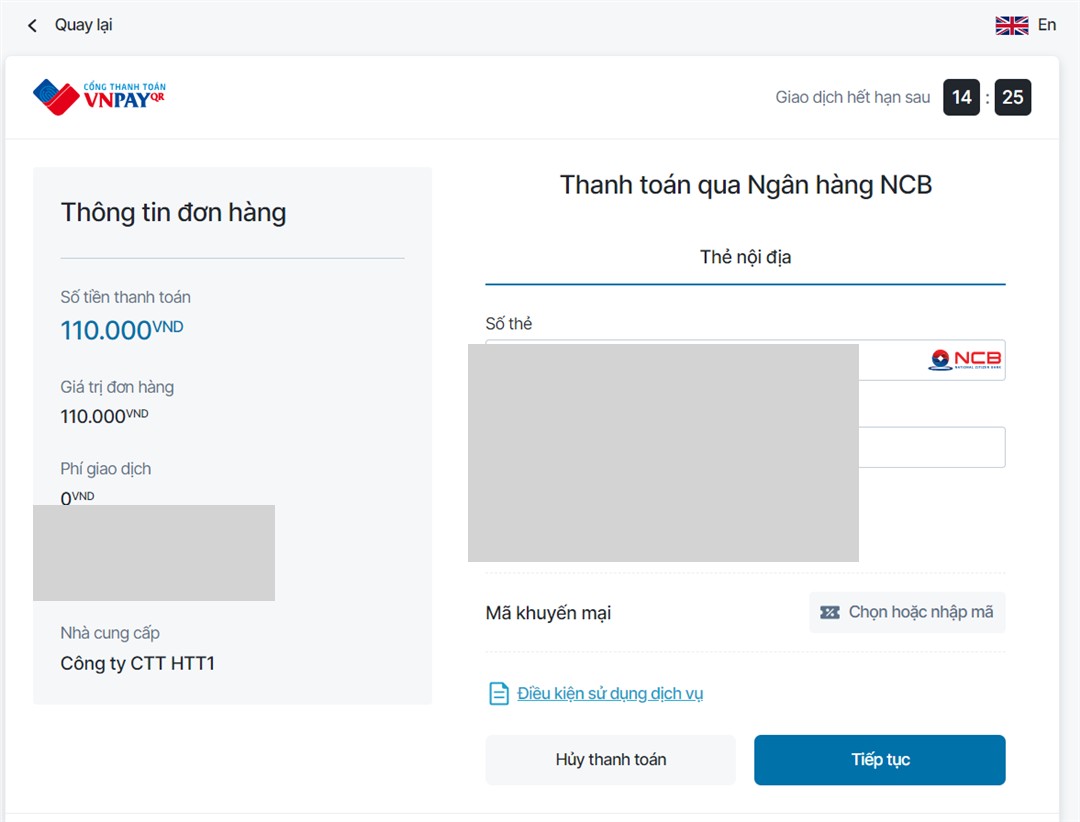 Quay lại
En
CỔNG THANH TOÁN
VNPAYQR
Giao dịch hết hạn sau 14 : 25
Thông tin đơn hàng
Số tiền thanh toán
110.000VND
Giá trị đơn hàng
110.000VND
Phí giao dịch
0VND
Nhà cung cấp
Công ty CTT HTT1
Thanh toán qua Ngân hàng NCB
Thẻ nội địa
Số thẻ
NCB
NATIONAL CITIZEN BANK
Mã khuyến mại
Chọn hoặc nhập mã
Điều kiện sử dụng dịch vụ
Hủy thanh toán
Tiếp tục